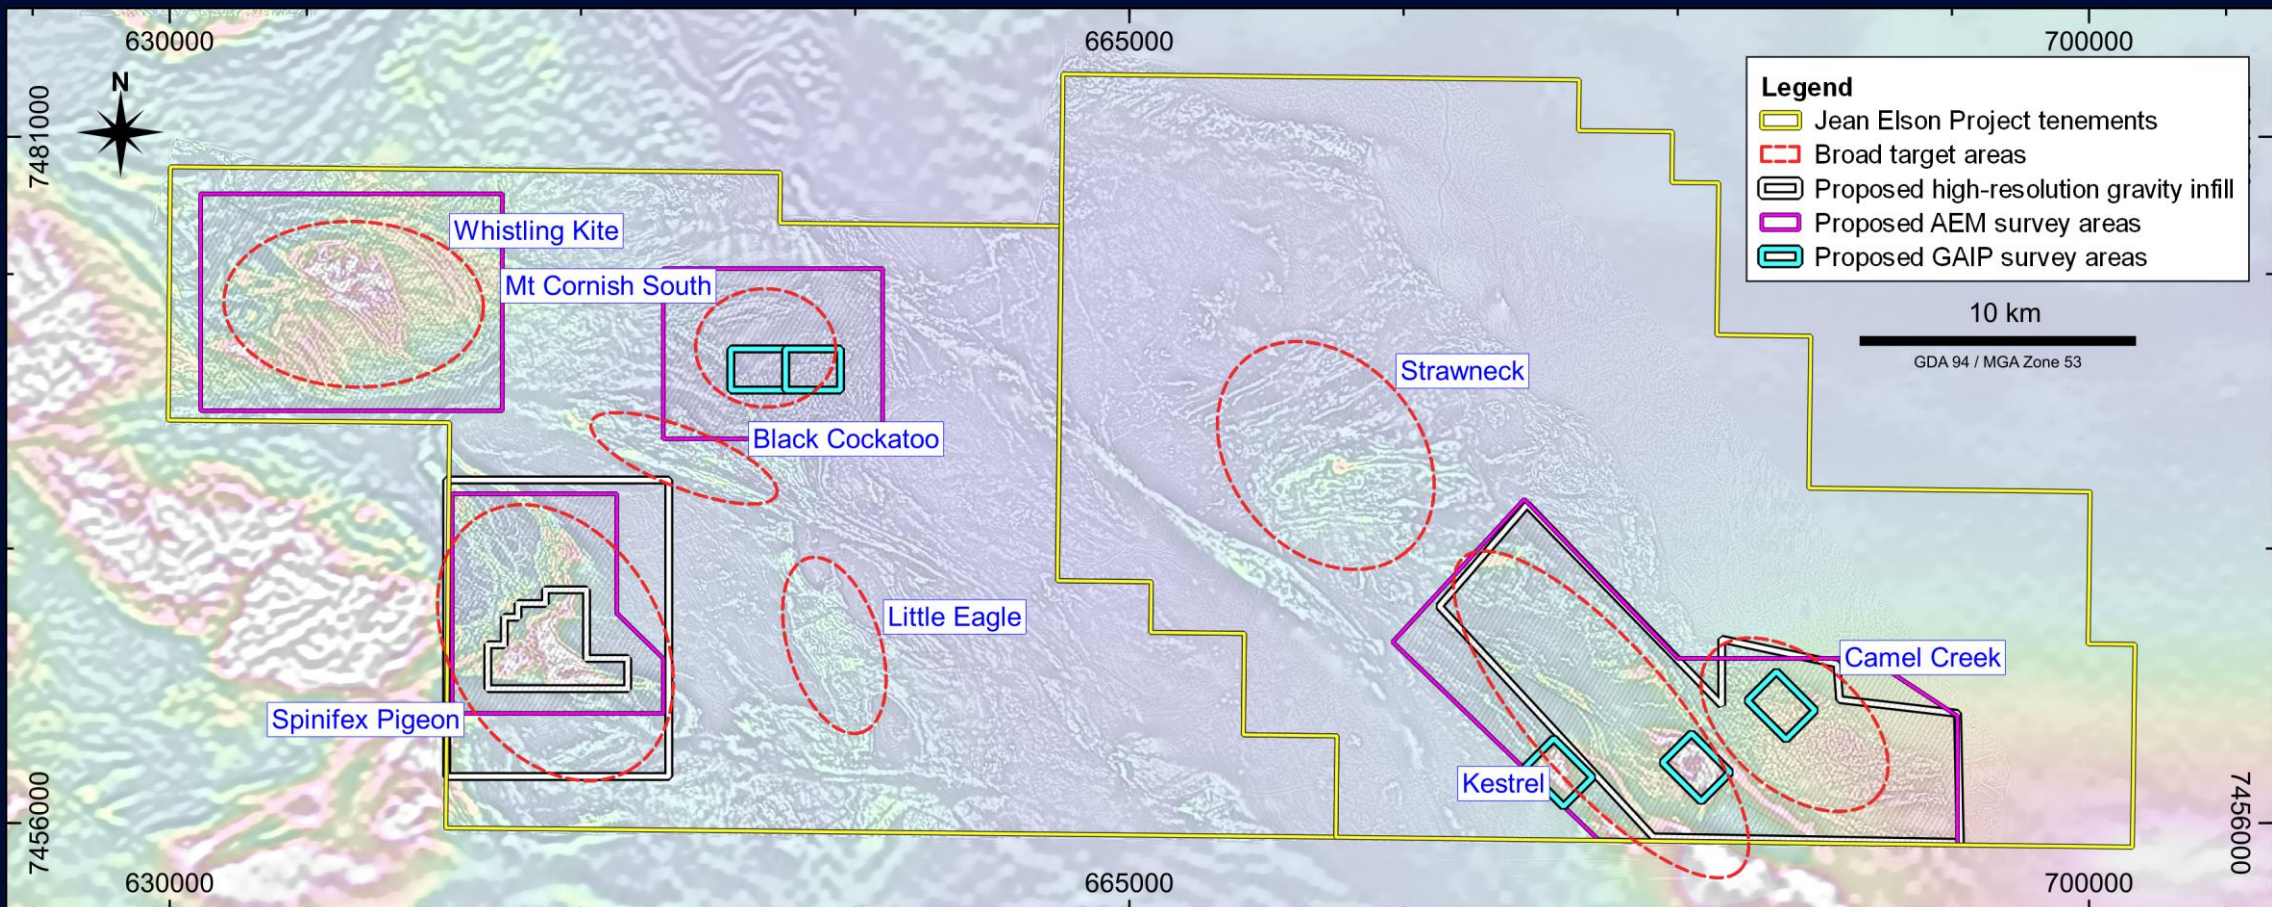 630000
665000
700000
N
7481000
Legend
Jean Elson Project tenements
Broad target areas
Proposed high-resolution gravity infill
Proposed AEM survey areas
Proposed GAIP survey areas
10 km
GDA 94 / MGA Zone 53
Whistling Kite
Mt Cornish South
Strawneck
Black Cockatoo
Little Eagle
Camel Creek
Spinifex Pigeon
Kestrel
7456000
7456000
630000
665000
700000